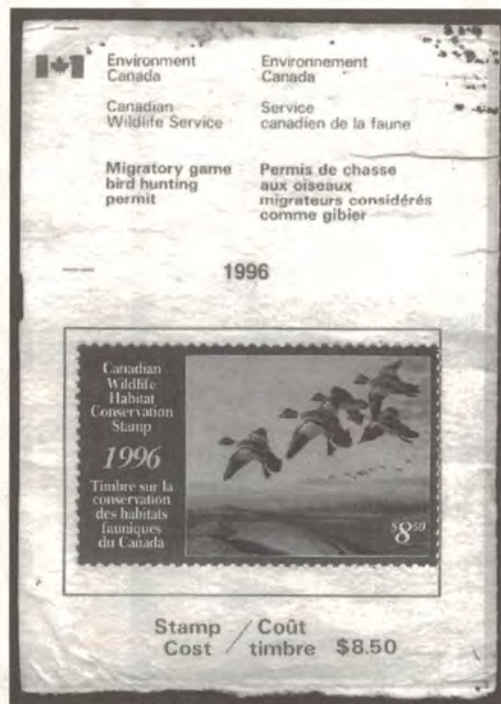 Environment
Canada
Environnement
Canada
Canadian
Wildlife Service
Service
canadien de la faune
Migratory game
bird hunting
permit
Permis de chasse
aux oiseaux
migrateurs considérés
comme gibier
1996
Canadian
Wildlife
Habitat
Conservation
Stamp
1996
Timbre sur la
conservation
des habitats
fauniques
du Canada
$8.50
Stamp / Coût
Cost / timbre $8.50